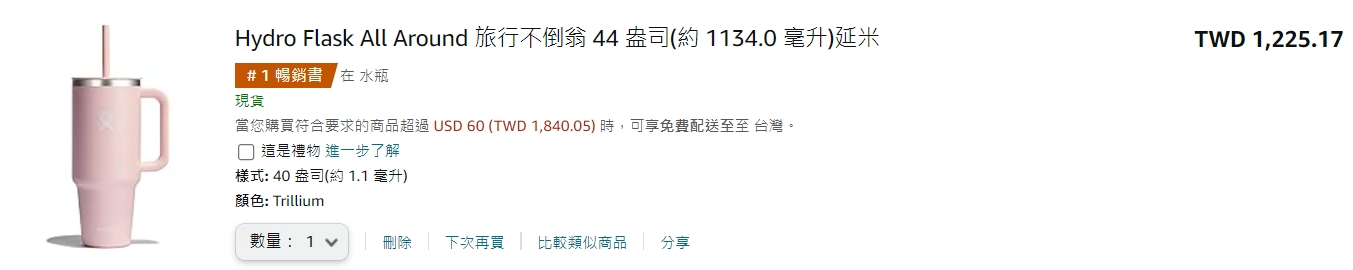 Hydro Flask All Around 旅行不倒翁 44 盎司(約 1134.0 毫升)延米
TWD 1,225.17
# 1 暢銷書 在 水瓶
現貨
當您購買符合要求的商品超過 USD 60 (TWD 1,840.05) 時，可享免費配送至至 台灣。
這是禮物 進一步了解
樣式: 40 盎司(約 1.1 毫升)
顏色: Trillium
數量： 1 刪除 下次再買 比較類似商品 分享